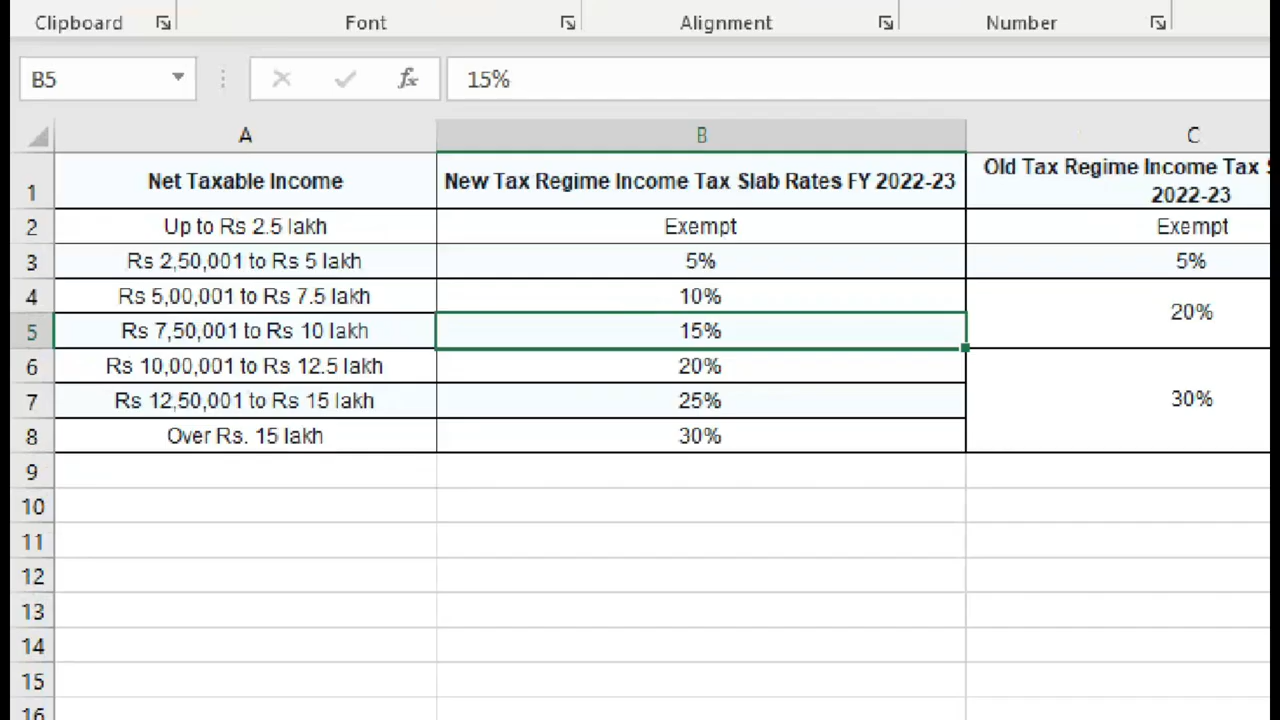 Clipboard Font Alignment Number
B5 fx 15%
A B C
1 Net Taxable Income New Tax Regime Income Tax Slab Rates FY 2022-23 Old Tax Regime Income Tax
2022-23
2 Up to Rs 2.5 lakh Exempt Exempt
3 Rs 2,50,001 to Rs 5 lakh 5% 5%
4 Rs 5,00,001 to Rs 7.5 lakh 10% 20%
5 Rs 7,50,001 to Rs 10 lakh 15%
6 Rs 10,00,001 to Rs 12.5 lakh 20%
7 Rs 12,50,001 to Rs 15 lakh 25% 30%
8 Over Rs. 15 lakh 30%
9
10
11
12
13
14
15
16